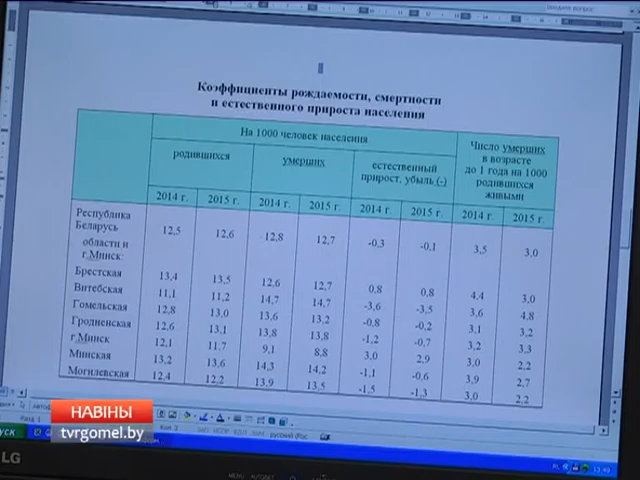 Коэффициенты рождаемости, смертности
и естественного прироста населения
На 1000 человек населения
Число умерших
в возрасте
до 1 года на 1000
родившихся
живыми
родившихся
умерших
естественный
прирост, убыль (-)
2014 г. 2015 г. 2014 г. 2015 г. 2014 г. 2015 г. 2014 г. 2015 г.
Республика
Беларусь 12,5 12,6 12,8 12,7 -0,3 -0,1 3,5 3,0
области и
г.Минск:
Брестская 13,4 13,5 12,6 12,7 0,8 0,8 4,4 3,0
Витебская 11,1 11,2 14,7 14,7 -3,6 -3,5 3,6 4,8
Гомельская 12,8 13,0 13,6 13,2 -0,8 -0,2 3,1 3,2
Гродненская 12,6 13,1 13,8 13,8 -1,2 -0,7 3,2 3,3
г.Минск 12,1 11,7 9,1 8,8 3,0 2,9 3,0 2,2
Минская 13,2 13,6 14,3 14,2 -1,1 -0,6 3,9 2,7
Могилевская 12,4 12,2 13,9 13,5 -1,5 -1,3 3,0 2,2
НАВІНЫ
tvrgomel.by
русский (Рос
RL 13:49
LG